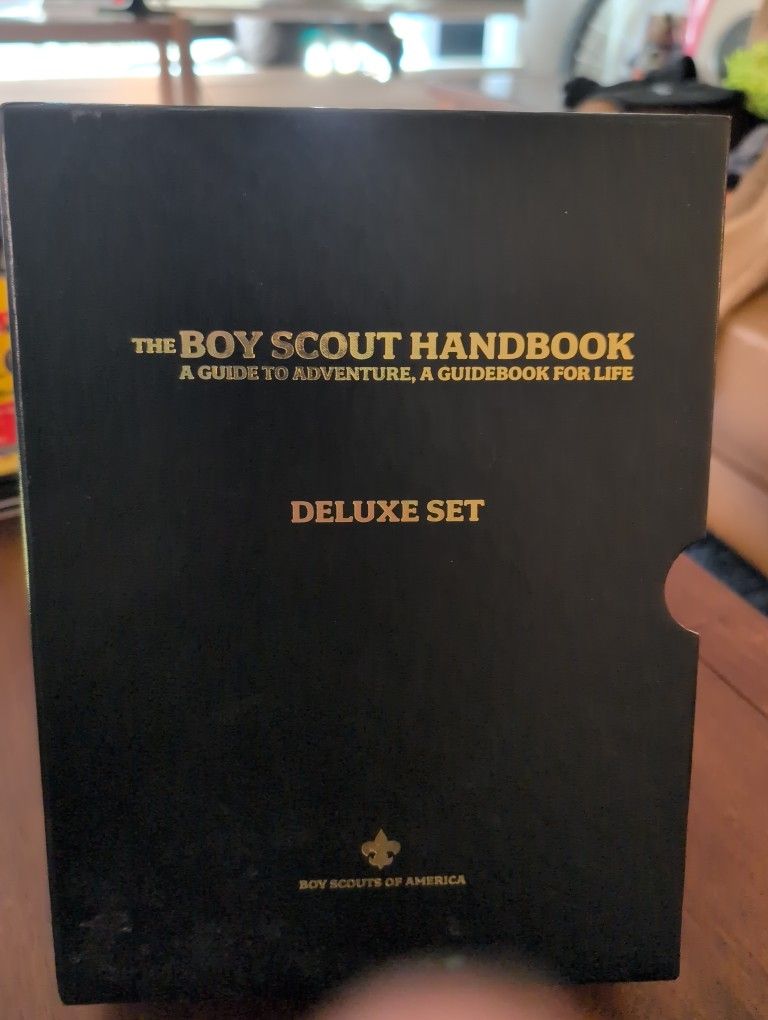 THE BOY SCOUT HANDBOOK
A GUIDE TO ADVENTURE, A GUIDEBOOK FOR LIFE
DELUXE SET
BOY SCOUTS OF AMERICA